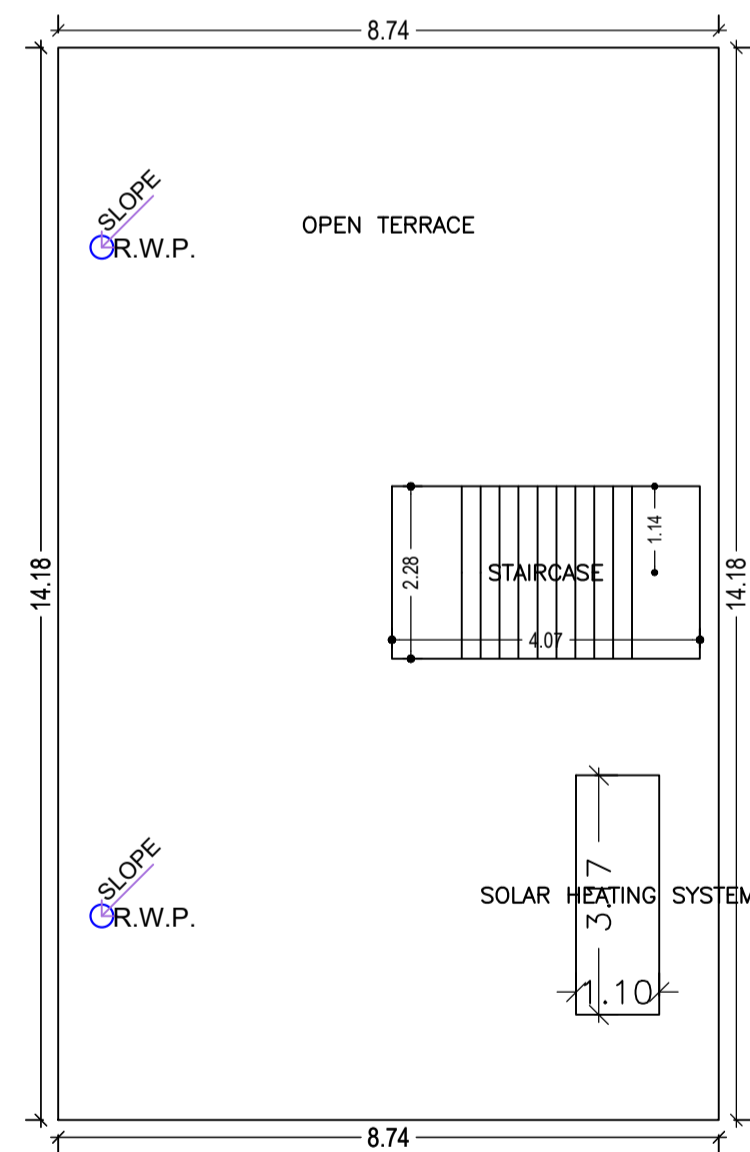 8.74
SLOPE
OPEN TERRACE
R.W.P.
14.18
2.28
STAIRCASE
1.14
14.18
4.07
SLOPE
R.W.P.
SOLAR HEATING SYSTEM
3.17
1.10
8.74